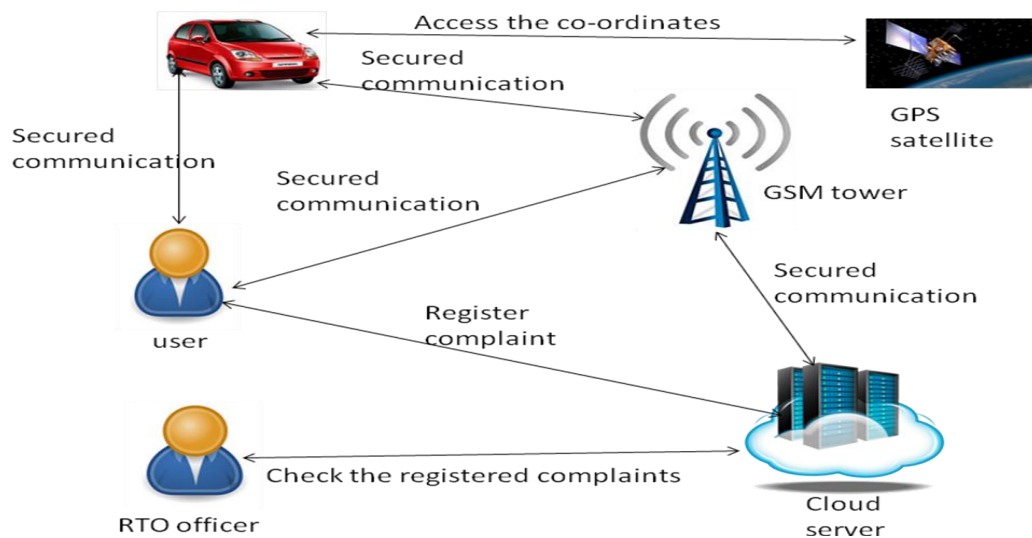 Access the co-ordinates
Secured
communication
GPS
satellite
Secured
communication
Secured
communication
GSM tower
Secured
communication
Register
complaint
user
Check the registered complaints
RTO officer
Cloud
server